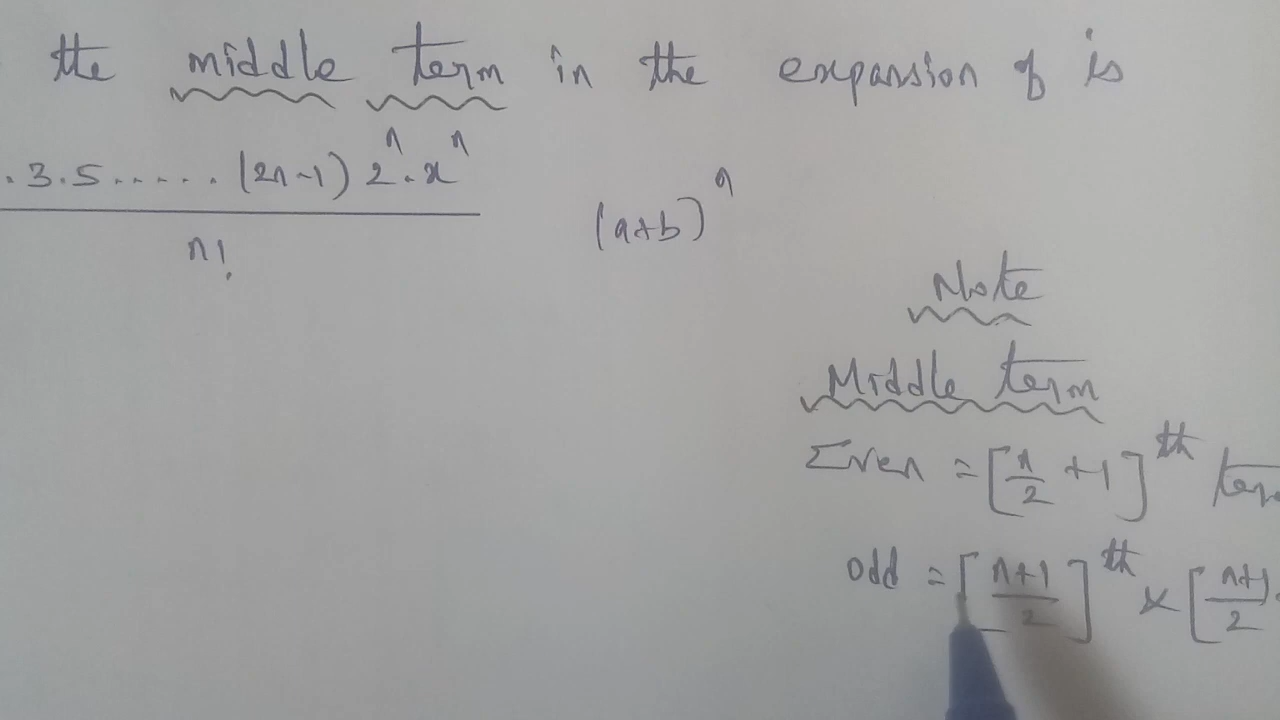 the middle term in the expansion of is
. 3 . 5 ...... (2n-1) 2^n . x^n
n!
(a+b)^n
Note
Middle term
Even = [n/2 + 1]^th term
odd = [n+1/2]^th & [n+1/2